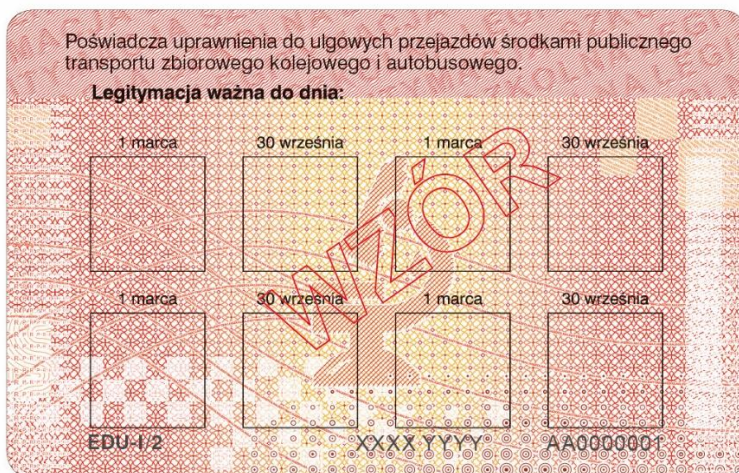 Poświadcza uprawnienia do ulgowych przejazdów środkami publicznego
transportu zbiorowego kolejowego i autobusowego.
Legitymacja ważna do dnia:
1 marca 30 września 1 marca 30 września
WZÓR
1 marca 30 września 1 marca 30 września
EDU-I/2 XXXX YYYY AA0000001